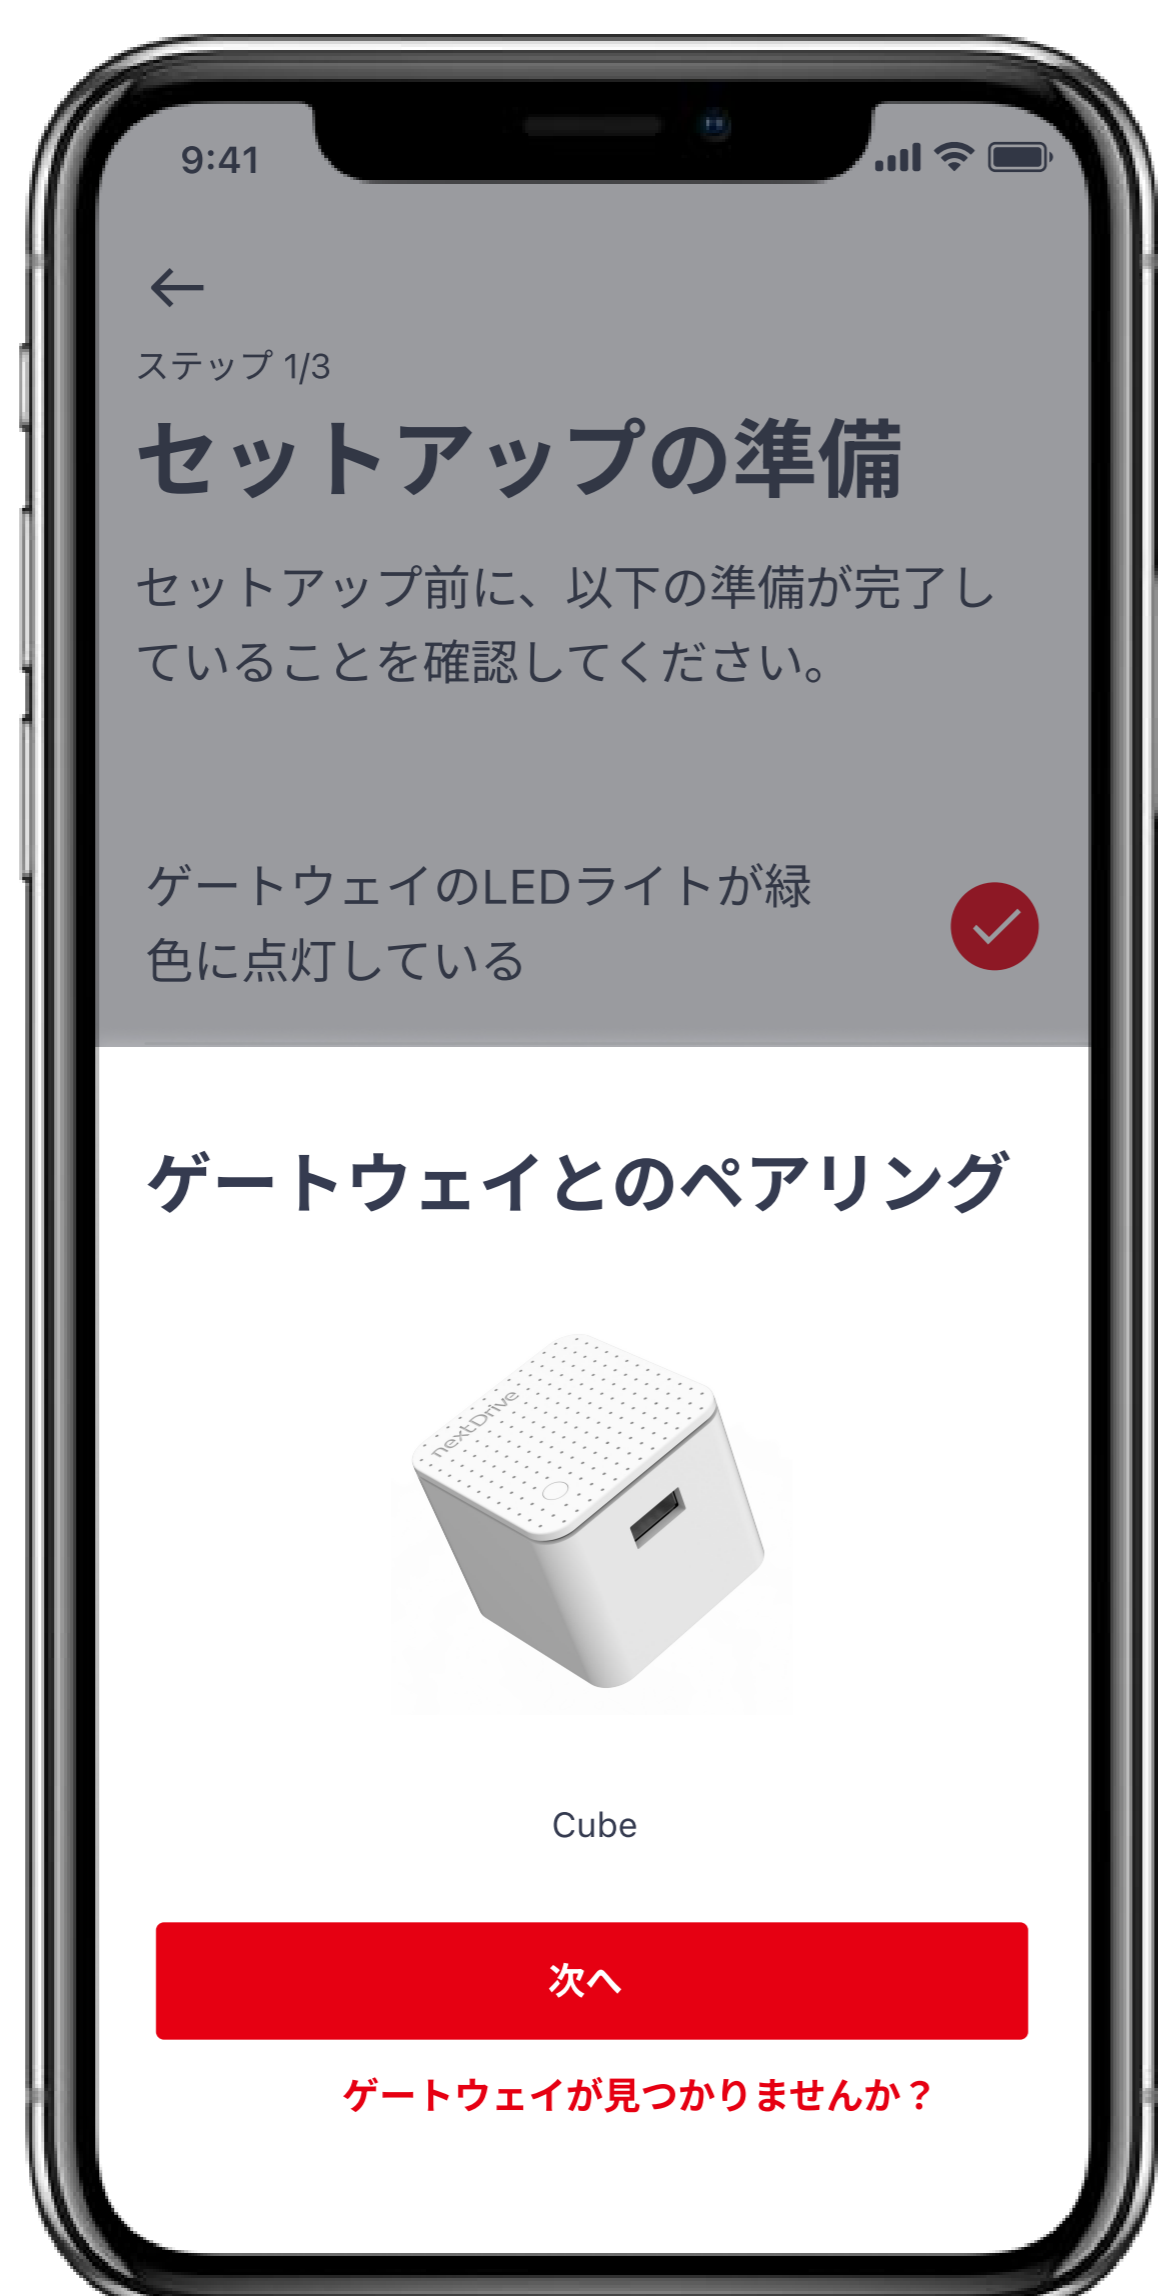 9:41
ステップ 1/3
セットアップの準備
セットアップ前に、以下の準備が完了し
ていることを確認してください。
ゲートウェイのLEDライトが緑
色に点灯している
ゲートウェイとのペアリング
nextDrive
Cube
次へ
ゲートウェイが見つかりませんか？